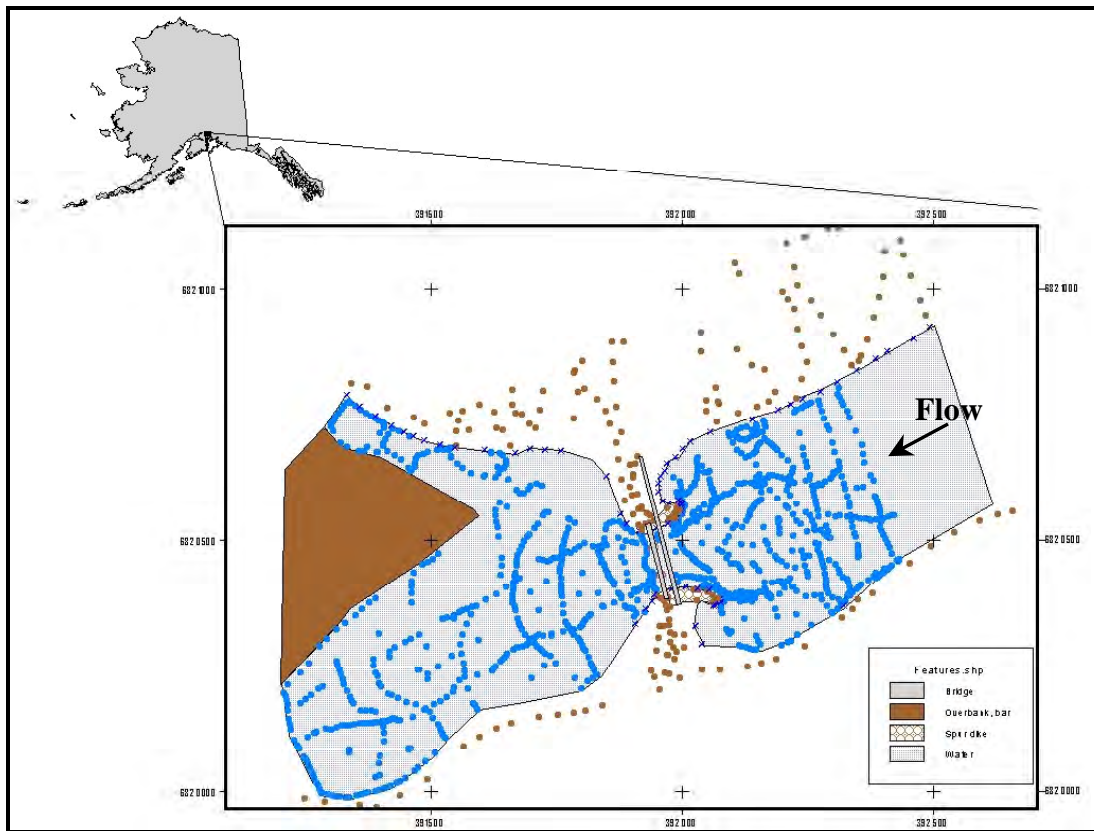 391500 392000 392500
6821000 6821000
Flow
6820500 6820500
Features.shp
Bridge
Overbank, bar
Spur dike
Water
6820000 6820000
391500 392000 392500